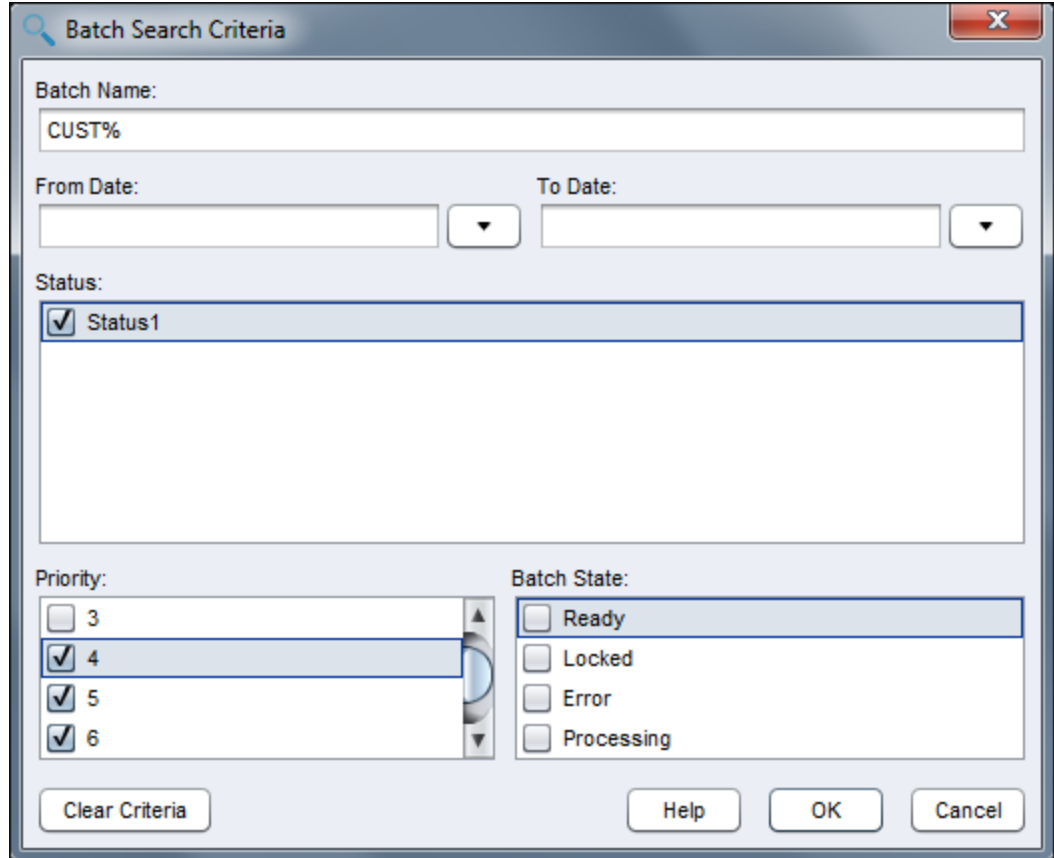 Batch Search Criteria
X
Batch Name:
CUST%
From Date: To Date:
Status:
Status1
Priority: Batch State:
3 Ready
4 Locked
5 Error
6 Processing
Clear Criteria Help OK Cancel